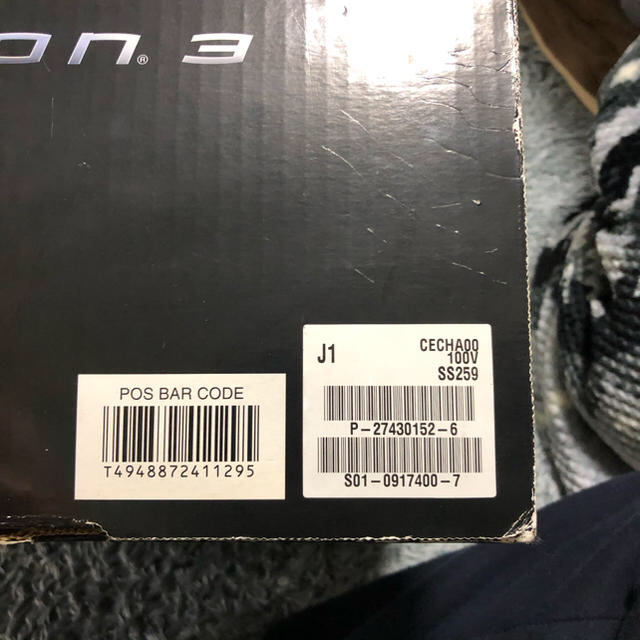 on® 3
J1
CECHA00
100V
SS259
P-27430152-6
S01-0917400-7
POS BAR CODE
T4948872411295